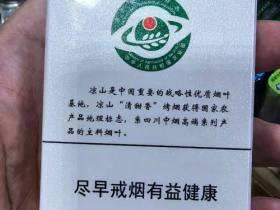 凉山是中国重要的战略性优质烟叶
基地，凉山“清甜香”烤烟获得国家农
产品地理标志，系四川中烟高端系列产
品的主料烟叶。
尽早戒烟有益健康